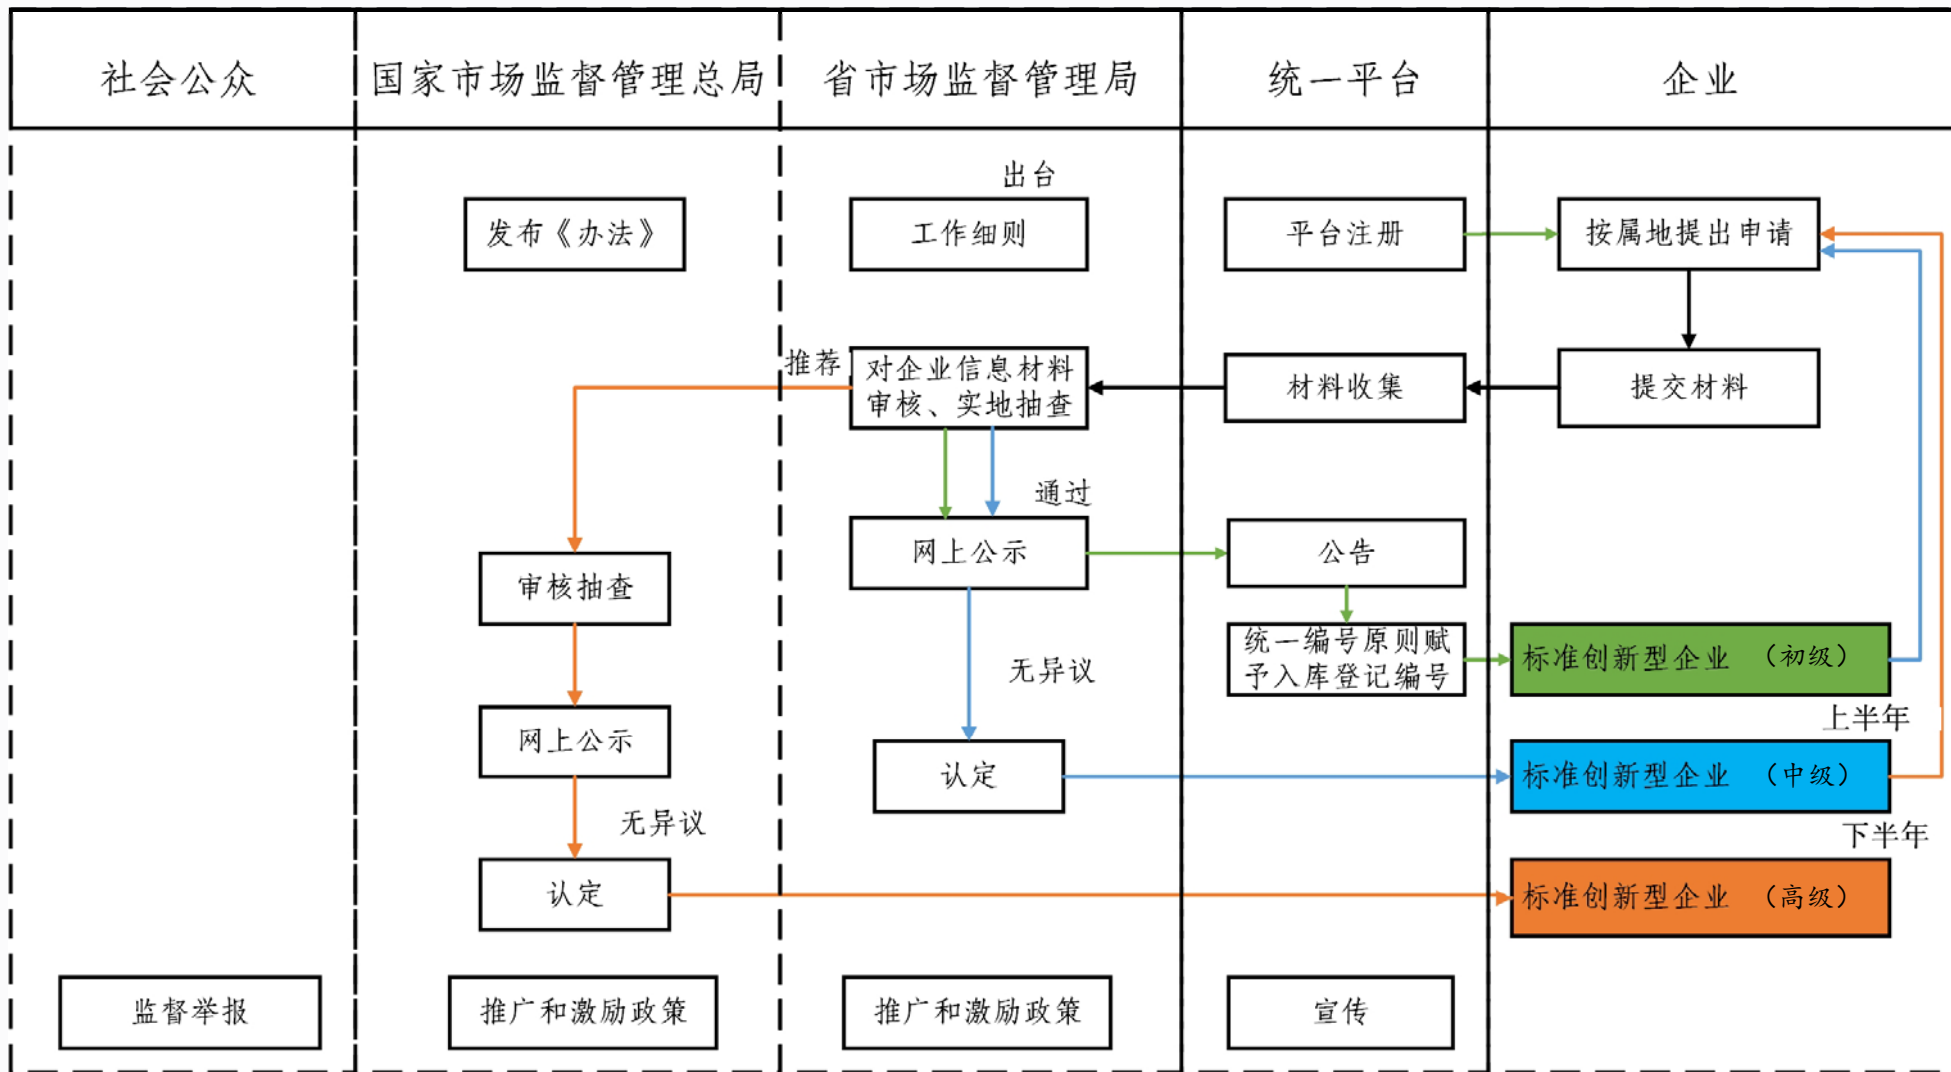 社会公众
国家市场监督管理总局
省市场监督管理局
统一平台
企业
出台
发布《办法》
工作细则
平台注册
按属地提出申请
推荐
对企业信息材料
审核、实地抽查
材料收集
提交材料
通过
网上公示
公告
审核抽查
统一编号原则赋
予入库登记编号
标准创新型企业 （初级）
无异议
上半年
网上公示
认定
标准创新型企业 （中级）
无异议
下半年
认定
标准创新型企业 （高级）
监督举报
推广和激励政策
推广和激励政策
宣传